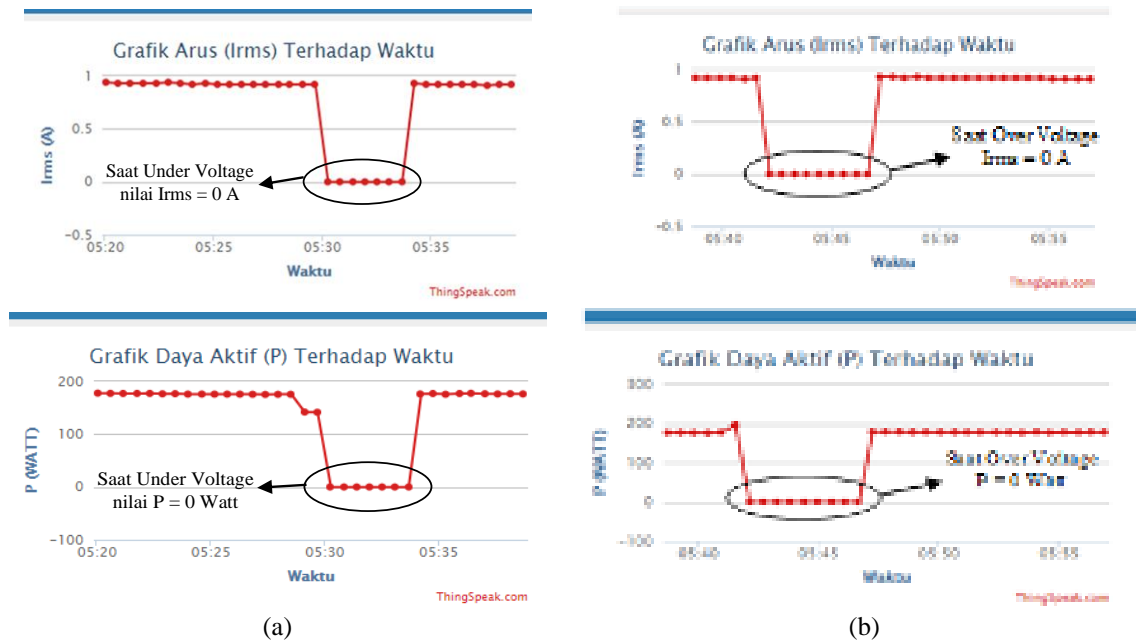 Grafik Arus (Irms) Terhadap Waktu
Irms (A)
1
0.5
0
-0.5
Saat Under Voltage
nilai Irms = 0 A
05:20 05:25 05:30 05:35
Waktu
ThingSpeak.com
Grafik Arus (Irms) Terhadap Waktu
Irms (A)
1
0.5
0
-0.5
Saat Over Voltage
Irms = 0 A
05:40 05:45 05:50 05:55
Waktu
ThingSpeak.com
Grafik Daya Aktif (P) Terhadap Waktu
P (WATT)
200
100
0
-100
Saat Under Voltage
nilai P = 0 Watt
05:20 05:25 05:30 05:35
Waktu
ThingSpeak.com
Grafik Daya Aktif (P) Terhadap Waktu
P (WATT)
300
200
100
0
-100
Saat Over Voltage
P = 0 Watt
05:40 05:45 05:50 05:55
Waktu
ThingSpeak.com
(a)
(b)